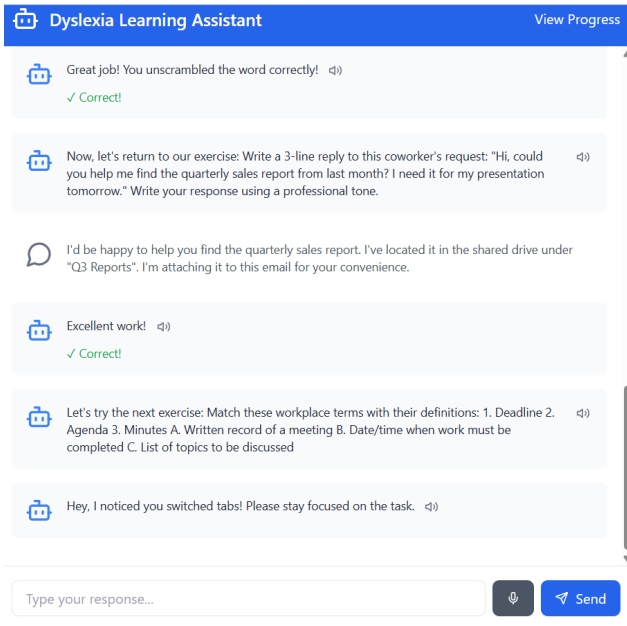 Dyslexia Learning Assistant
View Progress
Great job! You unscrambled the word correctly!
✓ Correct!
Now, let's return to our exercise: Write a 3-line reply to this coworker's request: "Hi, could
you help me find the quarterly sales report from last month? I need it for my presentation
tomorrow." Write your response using a professional tone.
I'd be happy to help you find the quarterly sales report. I've located it in the shared drive under
"Q3 Reports". I'm attaching it to this email for your convenience.
Excellent work!
✓ Correct!
Let's try the next exercise: Match these workplace terms with their definitions: 1. Deadline 2.
Agenda 3. Minutes A. Written record of a meeting B. Date/time when work must be
completed C. List of topics to be discussed
Hey, I noticed you switched tabs! Please stay focused on the task.
Type your response...
Send